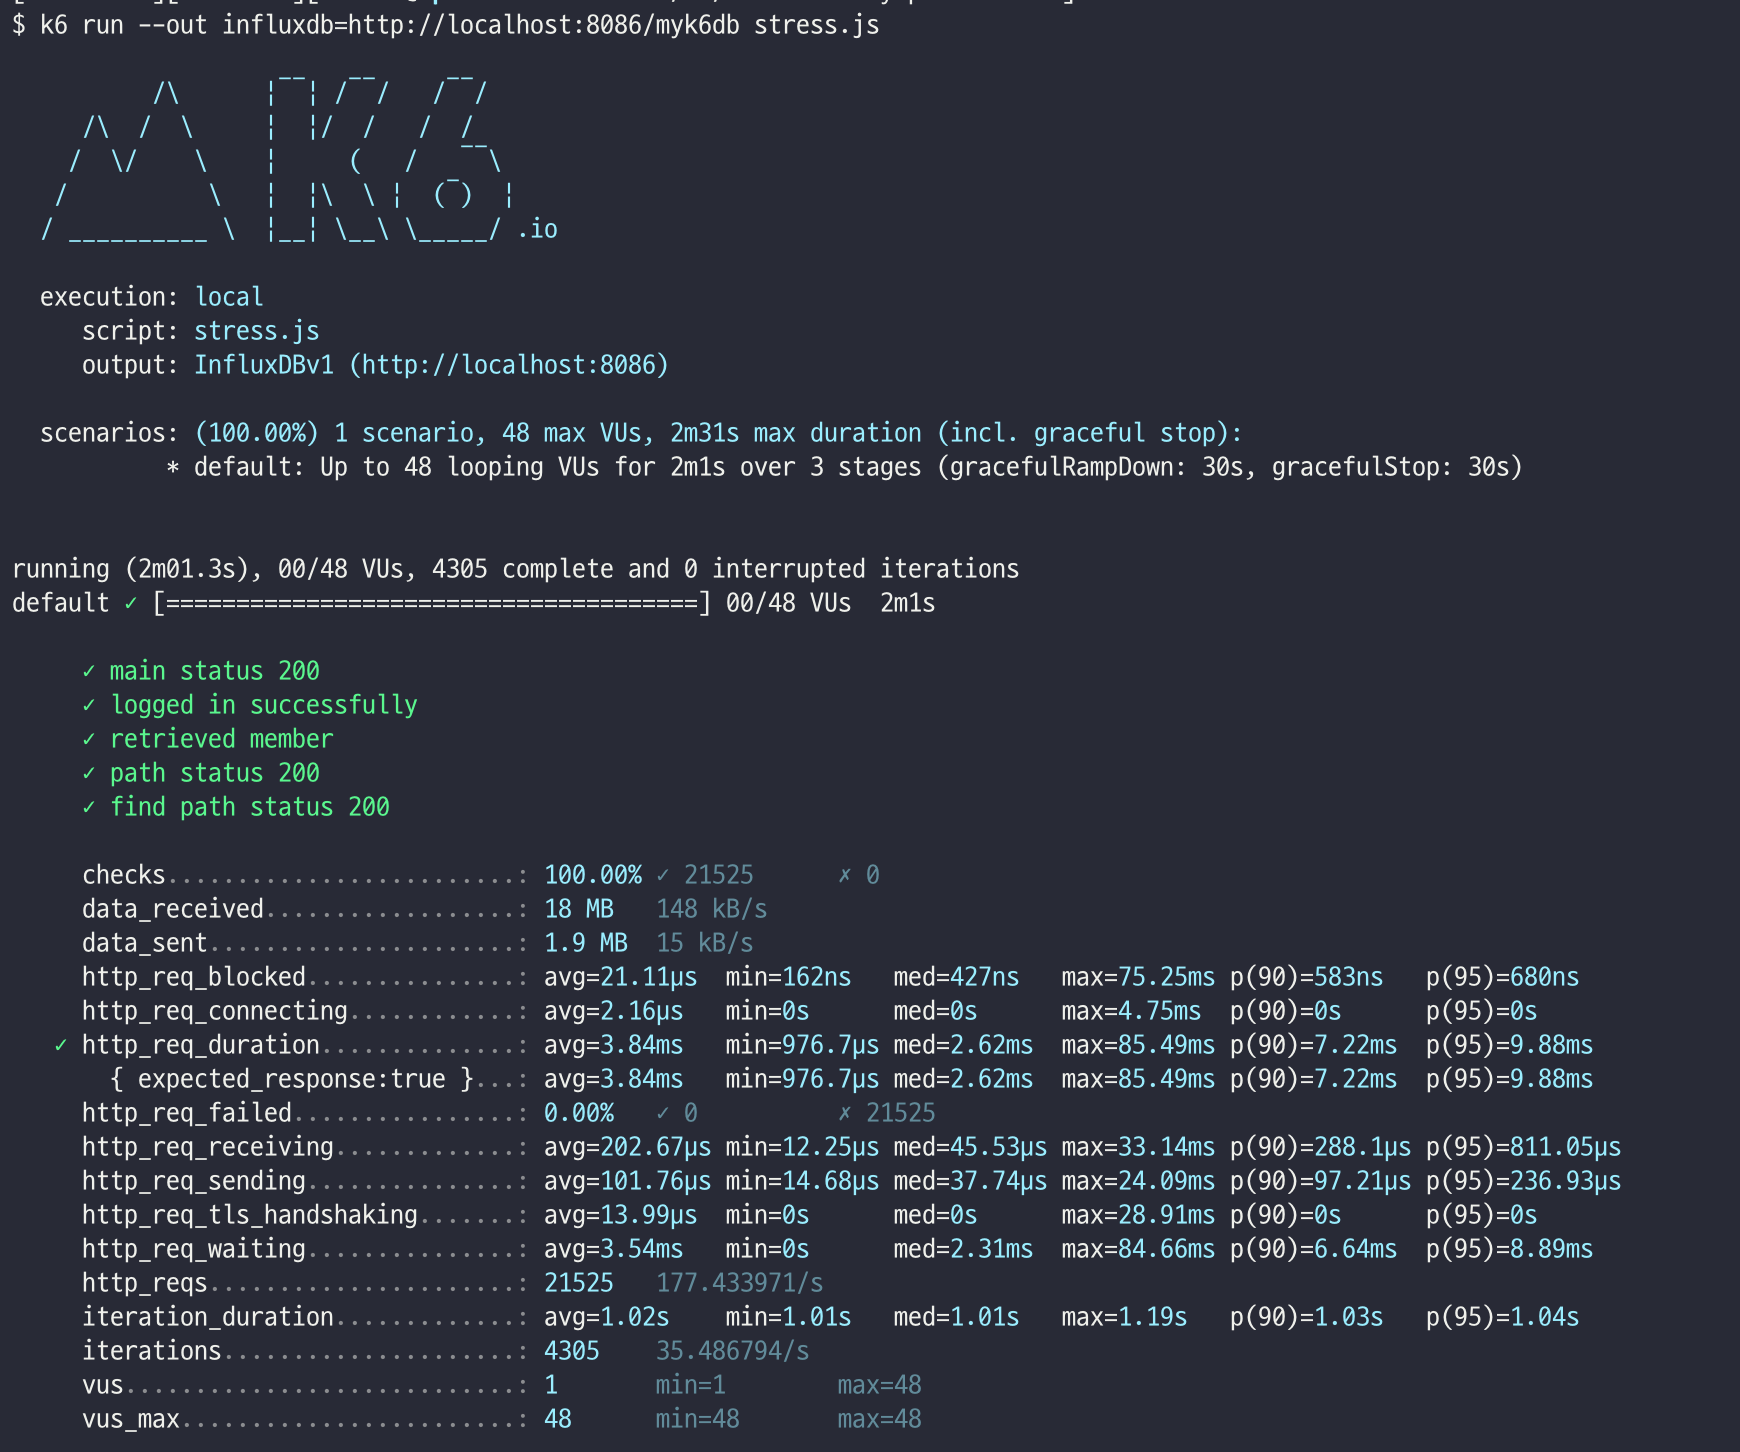 $ k6 run --out influxdb=http://localhost:8086/myk6db stress.js
.io
execution: local
script: stress.js
output: InfluxDBv1 (http://localhost:8086)
scenarios: (100.00%) 1 scenario, 48 max VUs, 2m31s max duration (incl. graceful stop):
* default: Up to 48 looping VUs for 2m1s over 3 stages (gracefulRampDown: 30s, gracefulStop: 30s)
running (2m01.3s), 00/48 VUs, 4305 complete and 0 interrupted iterations
default ✓ [======================================] 00/48 VUs  2m1s
✓ main status 200
✓ logged in successfully
✓ retrieved member
✓ path status 200
✓ find path status 200
checks.........................: 100.00% ✓ 21525      ✗ 0
data_received..................: 18 MB   148 kB/s
data_sent......................: 1.9 MB  15 kB/s
http_req_blocked...............: avg=21.11µs  min=162ns   med=427ns   max=75.25ms p(90)=583ns   p(95)=680ns
http_req_connecting............: avg=2.16µs   min=0s      med=0s      max=4.75ms  p(90)=0s      p(95)=0s
✓ http_req_duration..............: avg=3.84ms   min=976.7µs med=2.62ms  max=85.49ms p(90)=7.22ms  p(95)=9.88ms
{ expected_response:true }...: avg=3.84ms   min=976.7µs med=2.62ms  max=85.49ms p(90)=7.22ms  p(95)=9.88ms
http_req_failed................: 0.00%   ✓ 0          ✗ 21525
http_req_receiving.............: avg=202.67µs min=12.25µs med=45.53µs max=33.14ms p(90)=288.1µs p(95)=811.05µs
http_req_sending...............: avg=101.76µs min=14.68µs med=37.74µs max=24.09ms p(90)=97.21µs p(95)=236.93µs
http_req_tls_handshaking.......: avg=13.99µs  min=0s      med=0s      max=28.91ms p(90)=0s      p(95)=0s
http_req_waiting...............: avg=3.54ms   min=0s      med=2.31ms  max=84.66ms p(90)=6.64ms  p(95)=8.89ms
http_reqs......................: 21525   177.433971/s
iteration_duration.............: avg=1.02s    min=1.01s   med=1.01s   max=1.19s   p(90)=1.03s   p(95)=1.04s
iterations.....................: 4305    35.486794/s
vus............................: 1       min=1        max=48
vus_max........................: 48      min=48       max=48